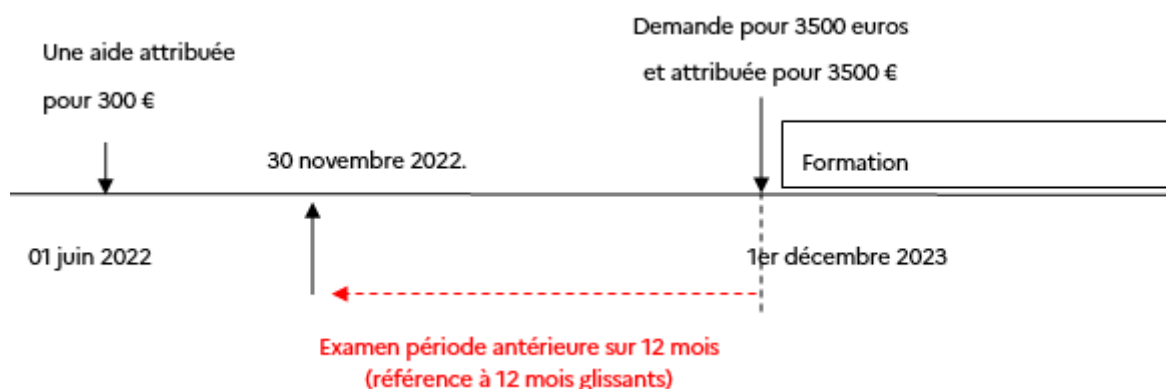 Demande pour 3500 euros
et attribuée pour 3500 €
Une aide attribuée
pour 300 €
30 novembre 2022.
Formation
01 juin 2022
1er décembre 2023
Examen période antérieure sur 12 mois
(référence à 12 mois glissants)